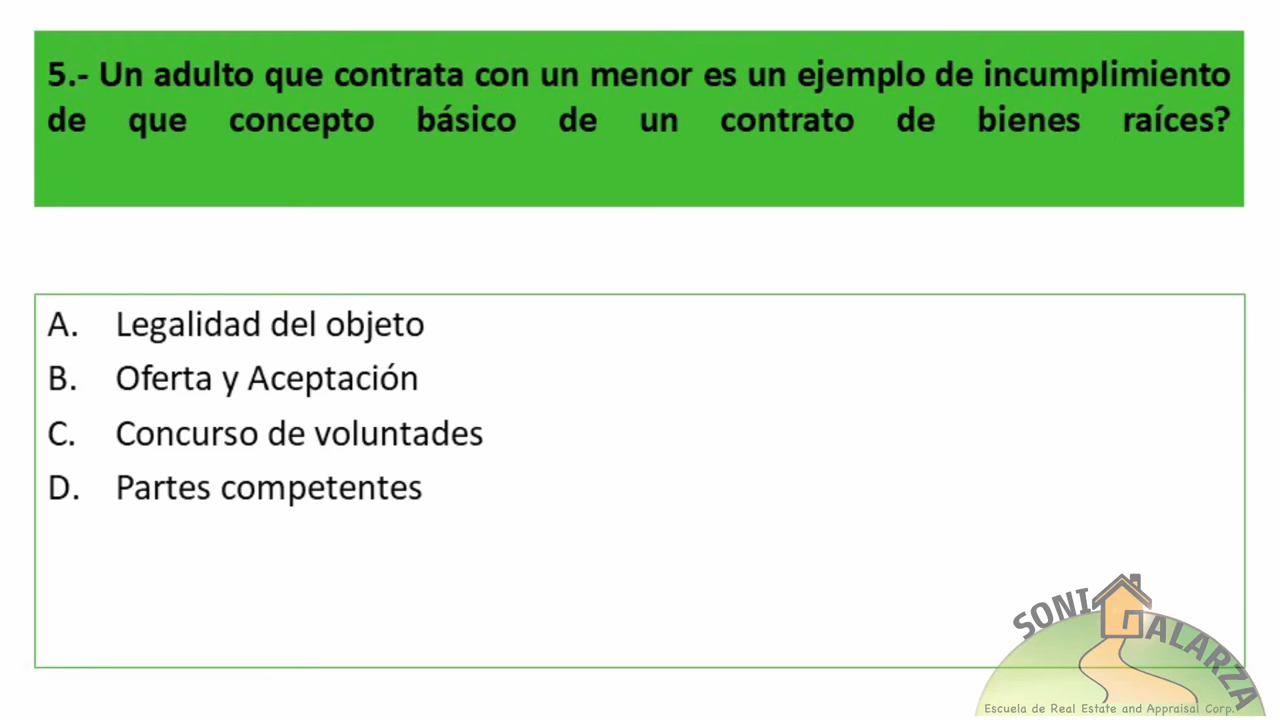 5.- Un adulto que contrata con un menor es un ejemplo de incumplimiento
de que concepto básico de un contrato de bienes raíces?
A. Legalidad del objeto
B. Oferta y Aceptación
C. Concurso de voluntades
D. Partes competentes
SONI GALARZA
Escuela de Real Estate and Appraisal Corp.